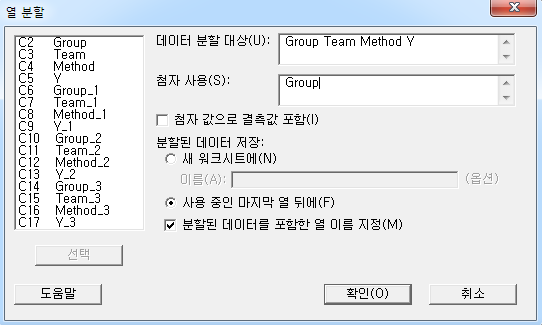 열 분할
C2 Group
C3 Team
C4 Method
C5 Y
C6 Group_1
C7 Team_1
C8 Method_1
C9 Y_1
C10 Group_2
C11 Team_2
C12 Method_2
C13 Y_2
C14 Group_3
C15 Team_3
C16 Method_3
C17 Y_3
데이터 분할 대상(U):
Group Team Method Y
첨자 사용(S):
Group
첨자 값으로 결측값 포함(I)
분할된 데이터 저장:
새 워크시트에(N)
이름(A):
(옵션)
사용 중인 마지막 열 뒤에(F)
분할된 데이터를 포함한 열 이름 지정(M)
선택
도움말
확인(O)
취소